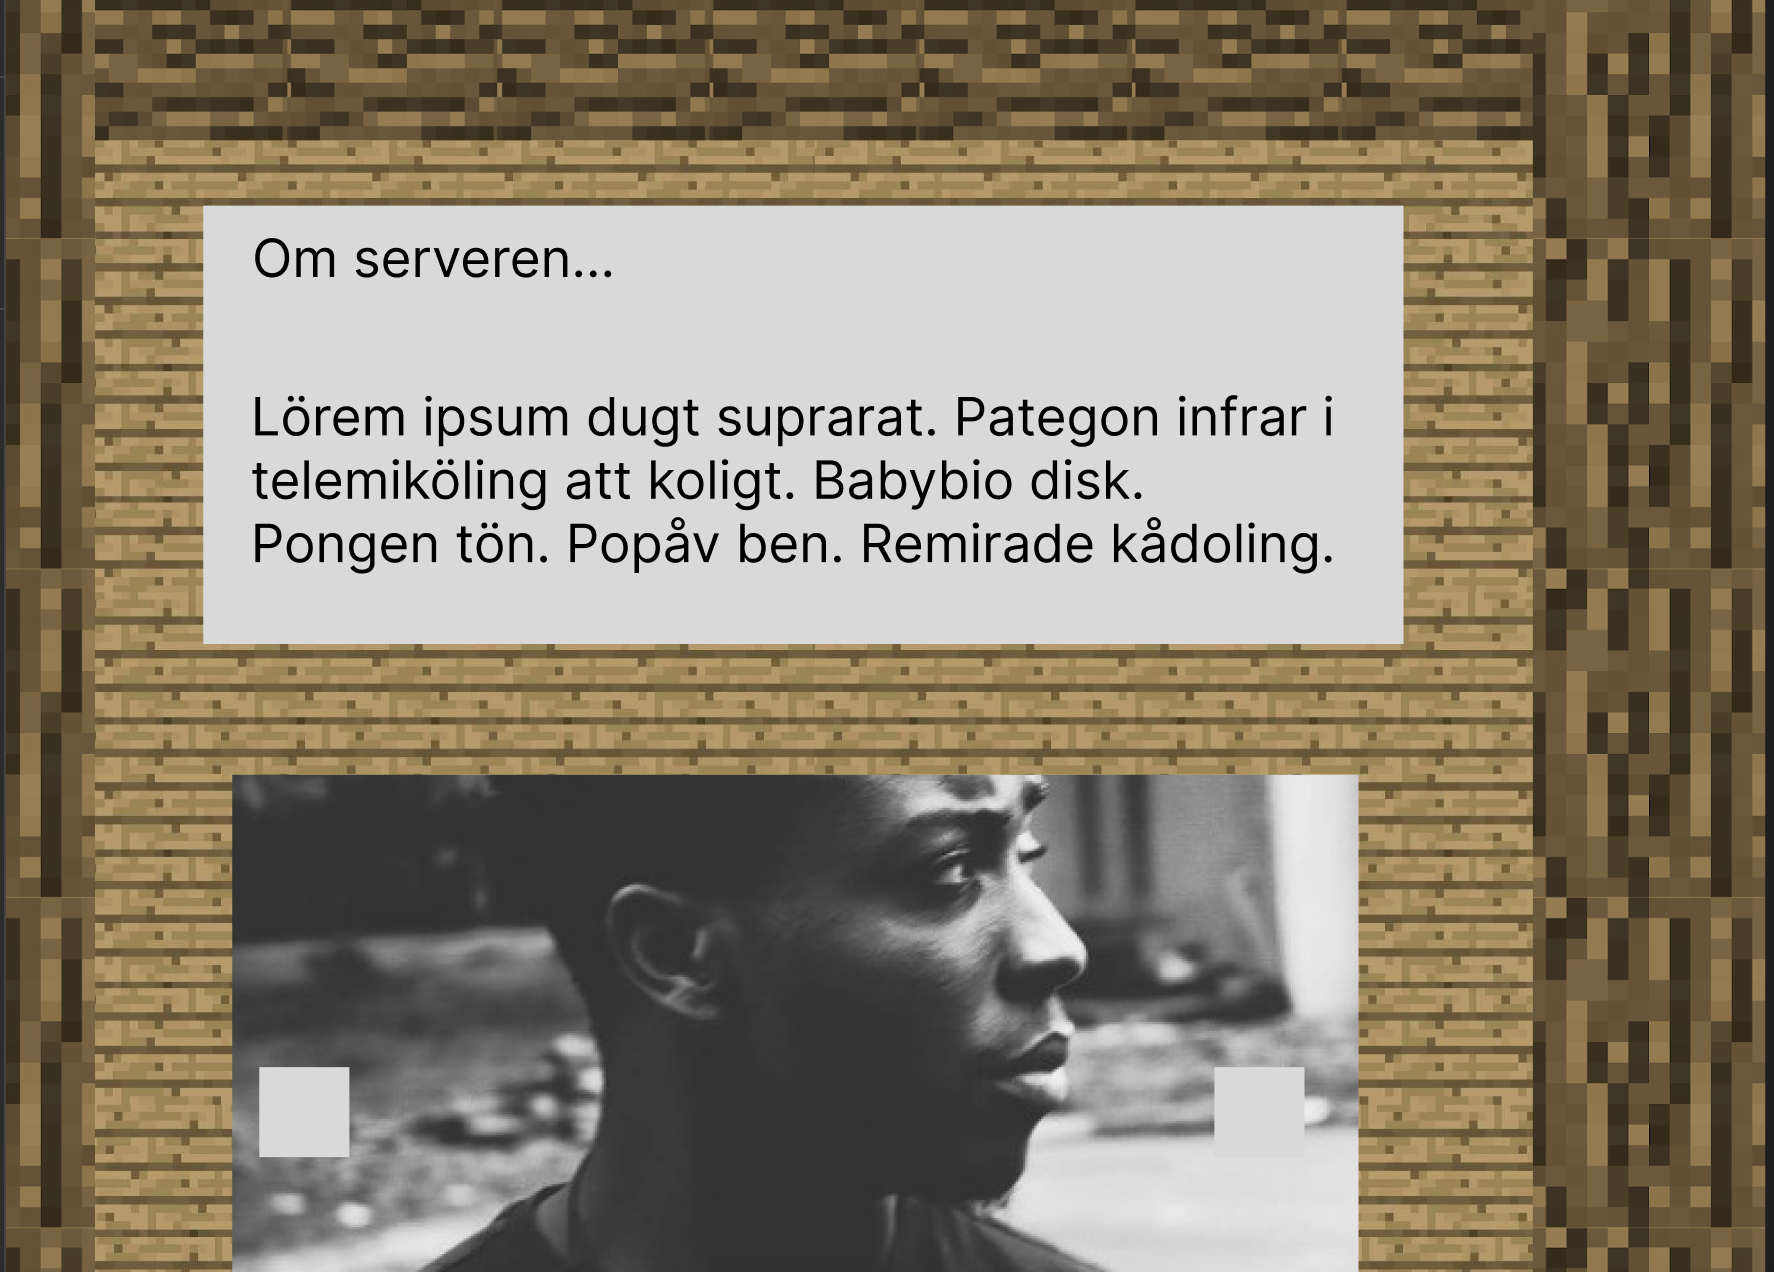 Om serveren...
Lörem ipsum dugt suprarat. Pategon infrar i
telemiköling att koligt. Babybio disk.
Pongen tön. Popåv ben. Remirade kådoling.